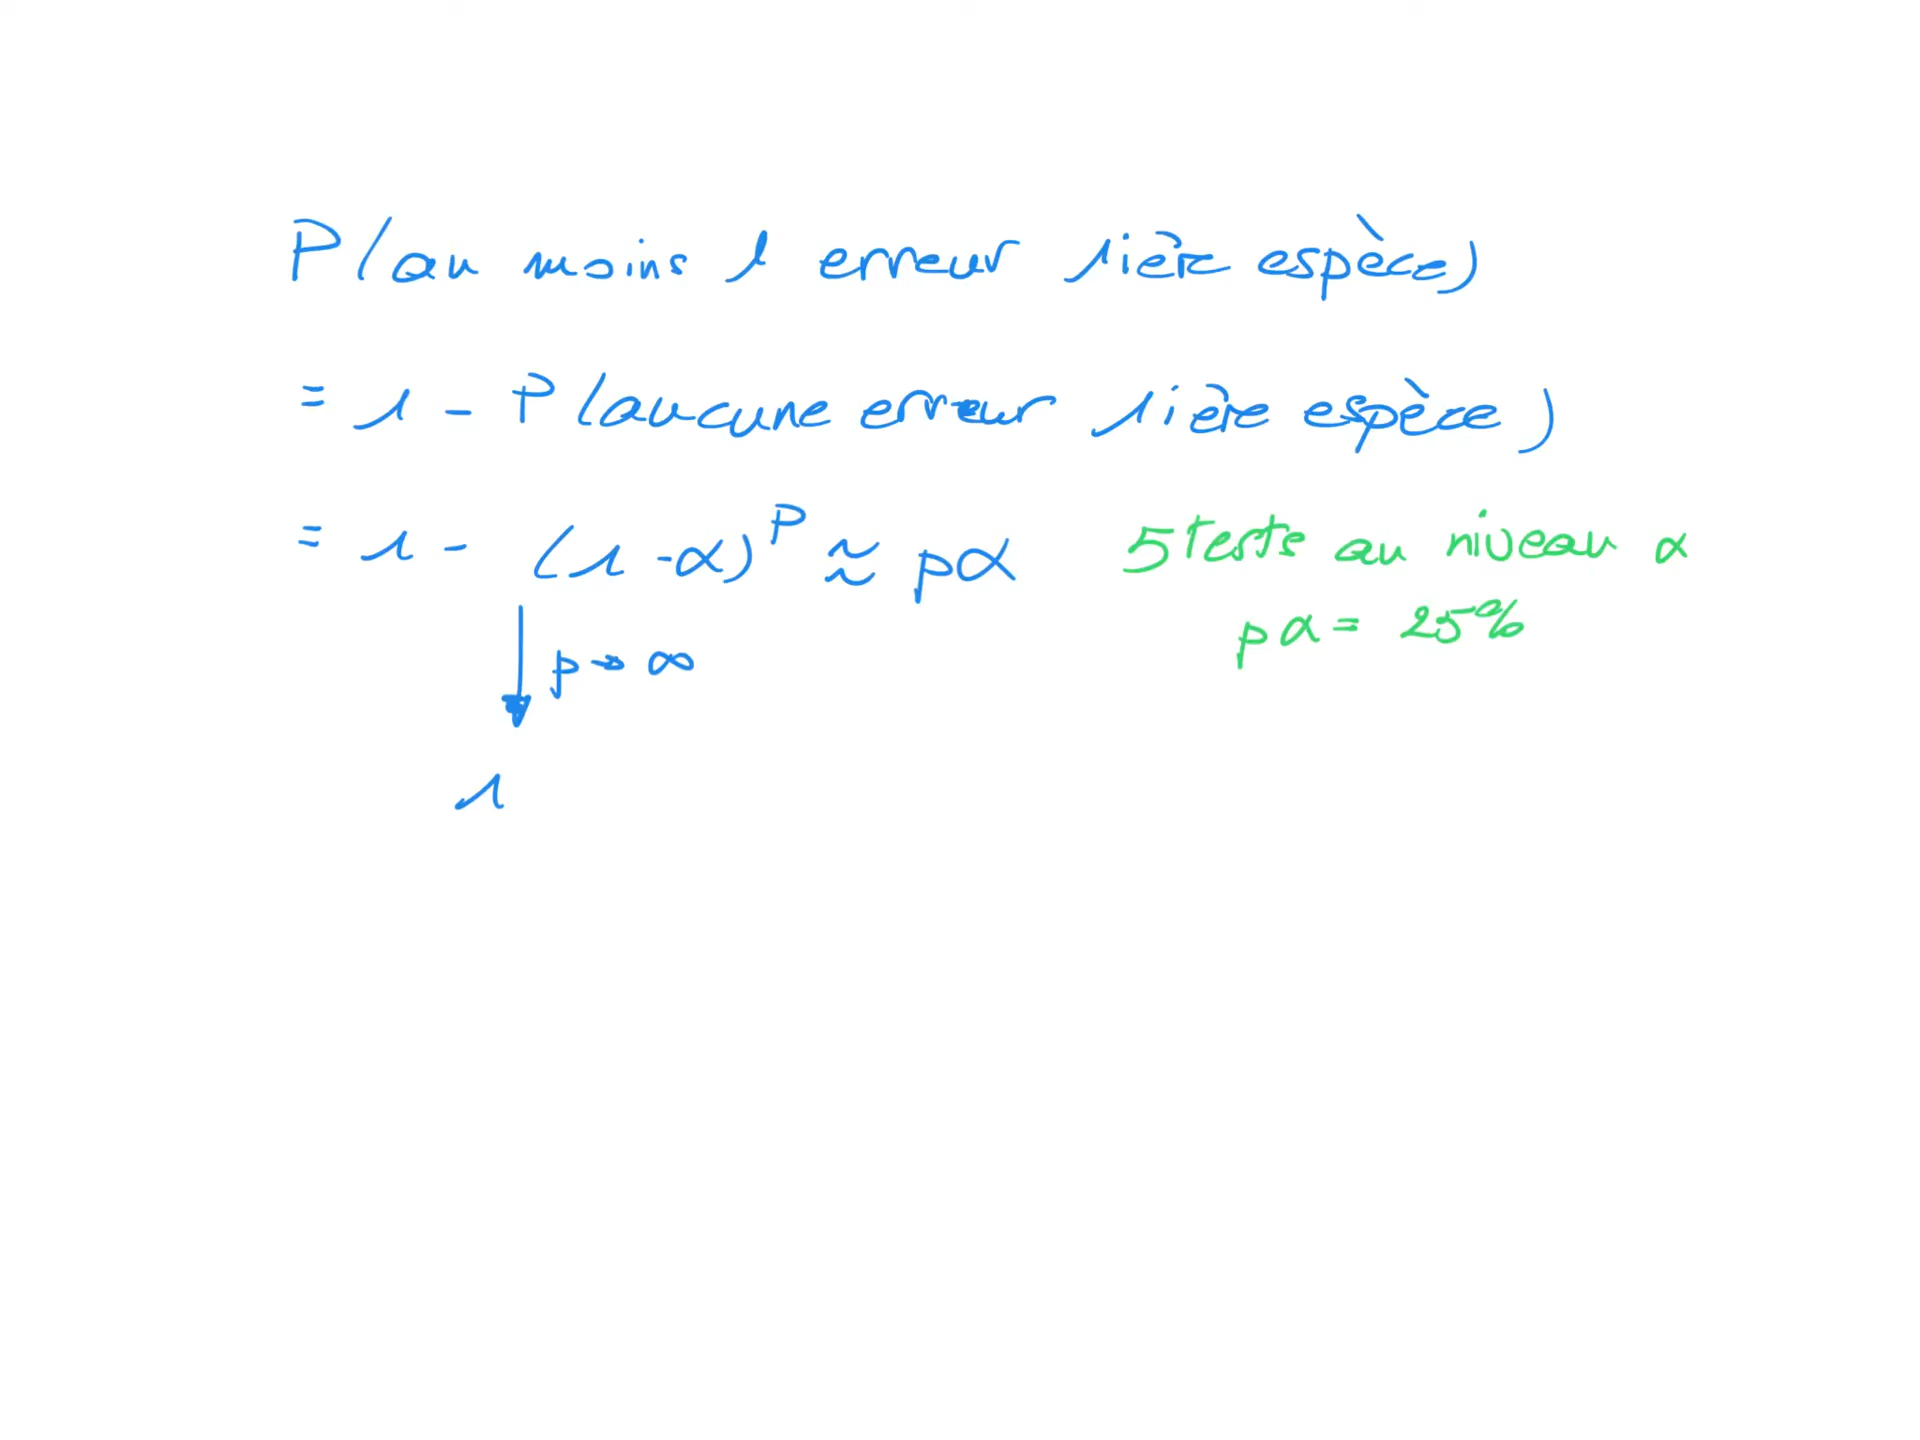 P(au moins 1 erreur 1ière espèce)
= 1 - P(aucune erreur 1ière espèce)
= 1 - (1-α)^p ≈ pα
5 tests au niveau α
pα = 25%
p → ∞
1